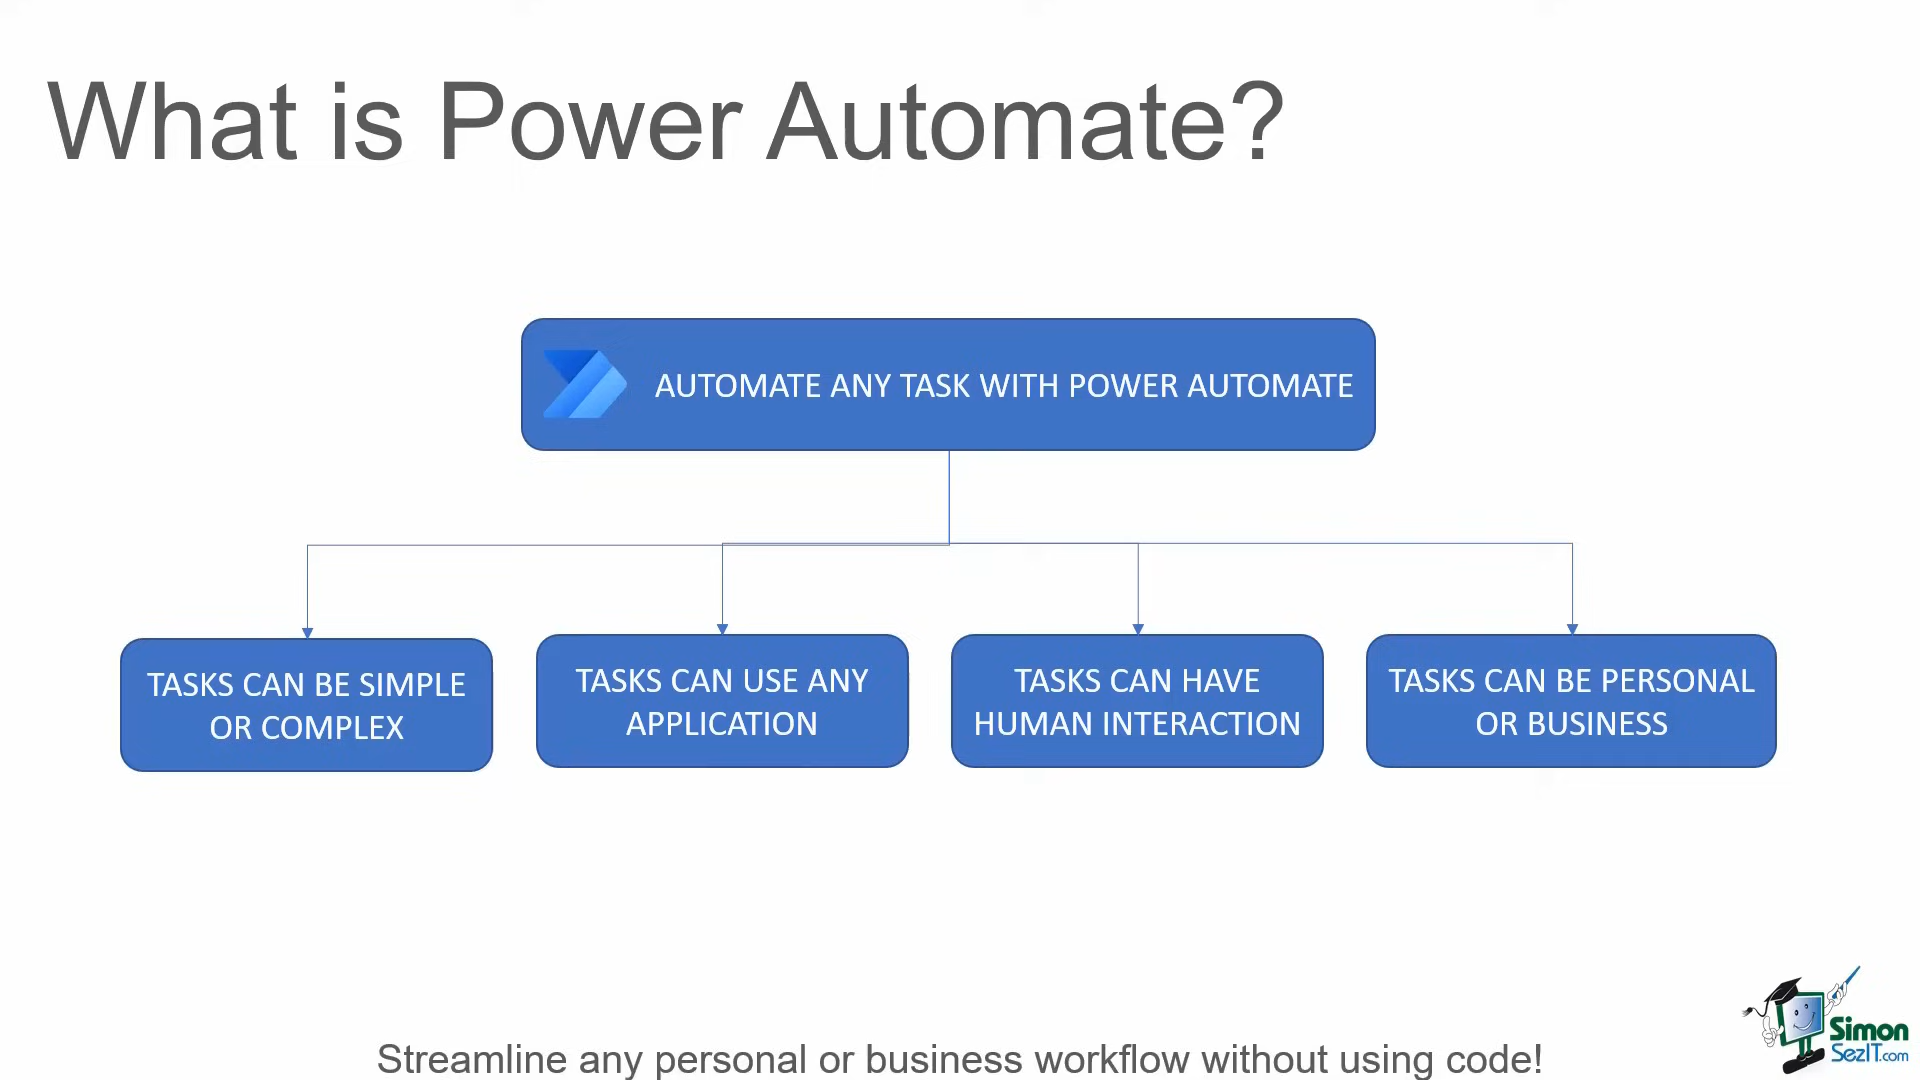 What is Power Automate?
AUTOMATE ANY TASK WITH POWER AUTOMATE
TASKS CAN BE SIMPLE
OR COMPLEX
TASKS CAN USE ANY
APPLICATION
TASKS CAN HAVE
HUMAN INTERACTION
TASKS CAN BE PERSONAL
OR BUSINESS
Simon
SezIT.com
Streamline any personal or business workflow without using code!